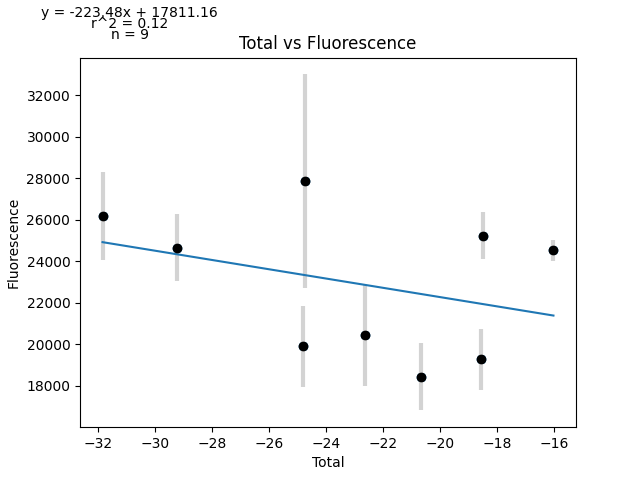 y = -223.48x + 17811.16
r^2 = 0.12
n = 9
Total vs Fluorescence
Fluorescence
32000
30000
28000
26000
24000
22000
20000
18000
−32 −30 −28 −26 −24 −22 −20 −18 −16
Total